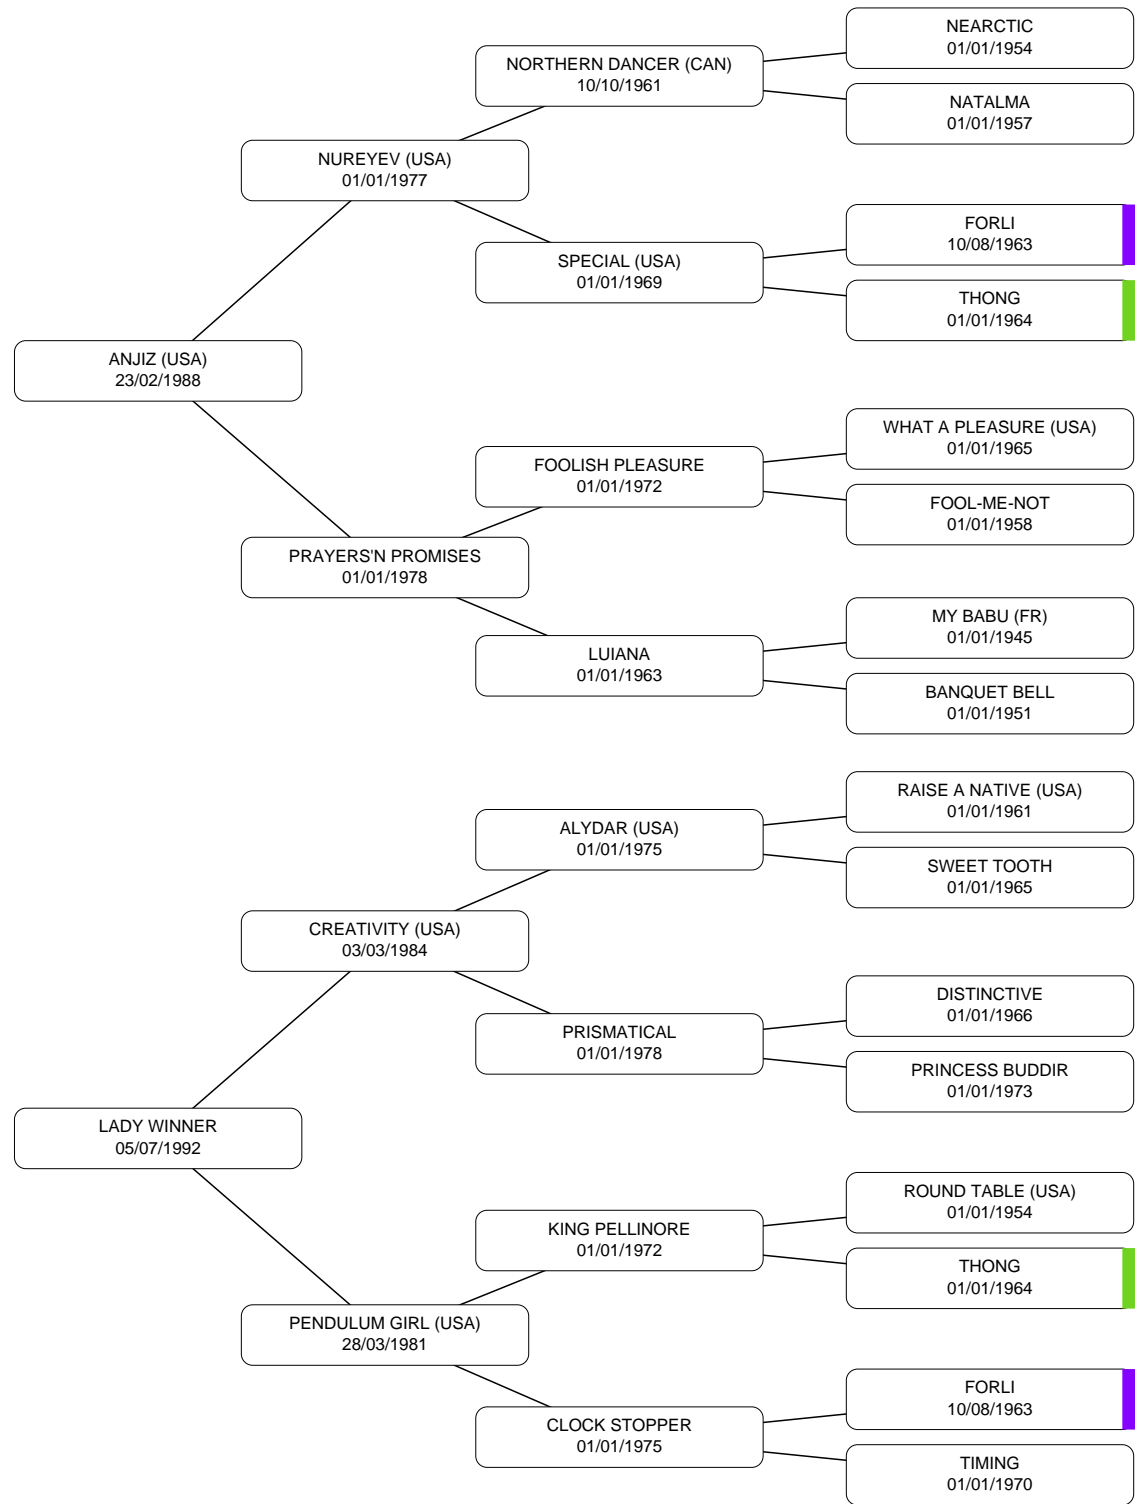 NEARCTIC
01/01/1954
NORTHERN DANCER (CAN)
10/10/1961
NATALMA
01/01/1957
NUREYEV (USA)
01/01/1977
FORLI
10/08/1963
SPECIAL (USA)
01/01/1969
THONG
01/01/1964
ANJIZ (USA)
23/02/1988
WHAT A PLEASURE (USA)
01/01/1965
FOOLISH PLEASURE
01/01/1972
FOOL-ME-NOT
01/01/1958
PRAYERS'N PROMISES
01/01/1978
MY BABU (FR)
01/01/1945
LUIANA
01/01/1963
BANQUET BELL
01/01/1951
RAISE A NATIVE (USA)
01/01/1961
ALYDAR (USA)
01/01/1975
SWEET TOOTH
01/01/1965
CREATIVITY (USA)
03/03/1984
DISTINCTIVE
01/01/1966
PRISMATICAL
01/01/1978
PRINCESS BUDDIR
01/01/1973
LADY WINNER
05/07/1992
ROUND TABLE (USA)
01/01/1954
KING PELLINORE
01/01/1972
THONG
01/01/1964
PENDULUM GIRL (USA)
28/03/1981
FORLI
10/08/1963
CLOCK STOPPER
01/01/1975
TIMING
01/01/1970